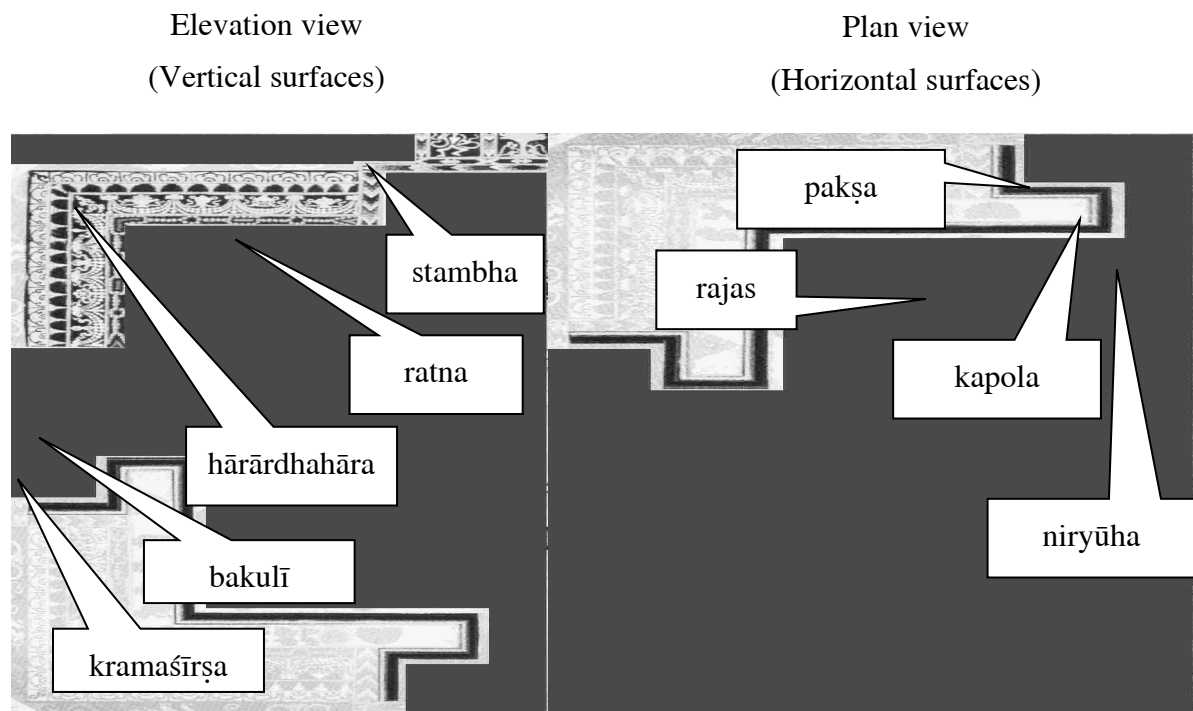 Elevation view
(Vertical surfaces)
Plan view
(Horizontal surfaces)
pakṣa
stambha
rajas
ratna
kapola
hārārdhahāra
niryūha
bakulī
kramaśīrṣa